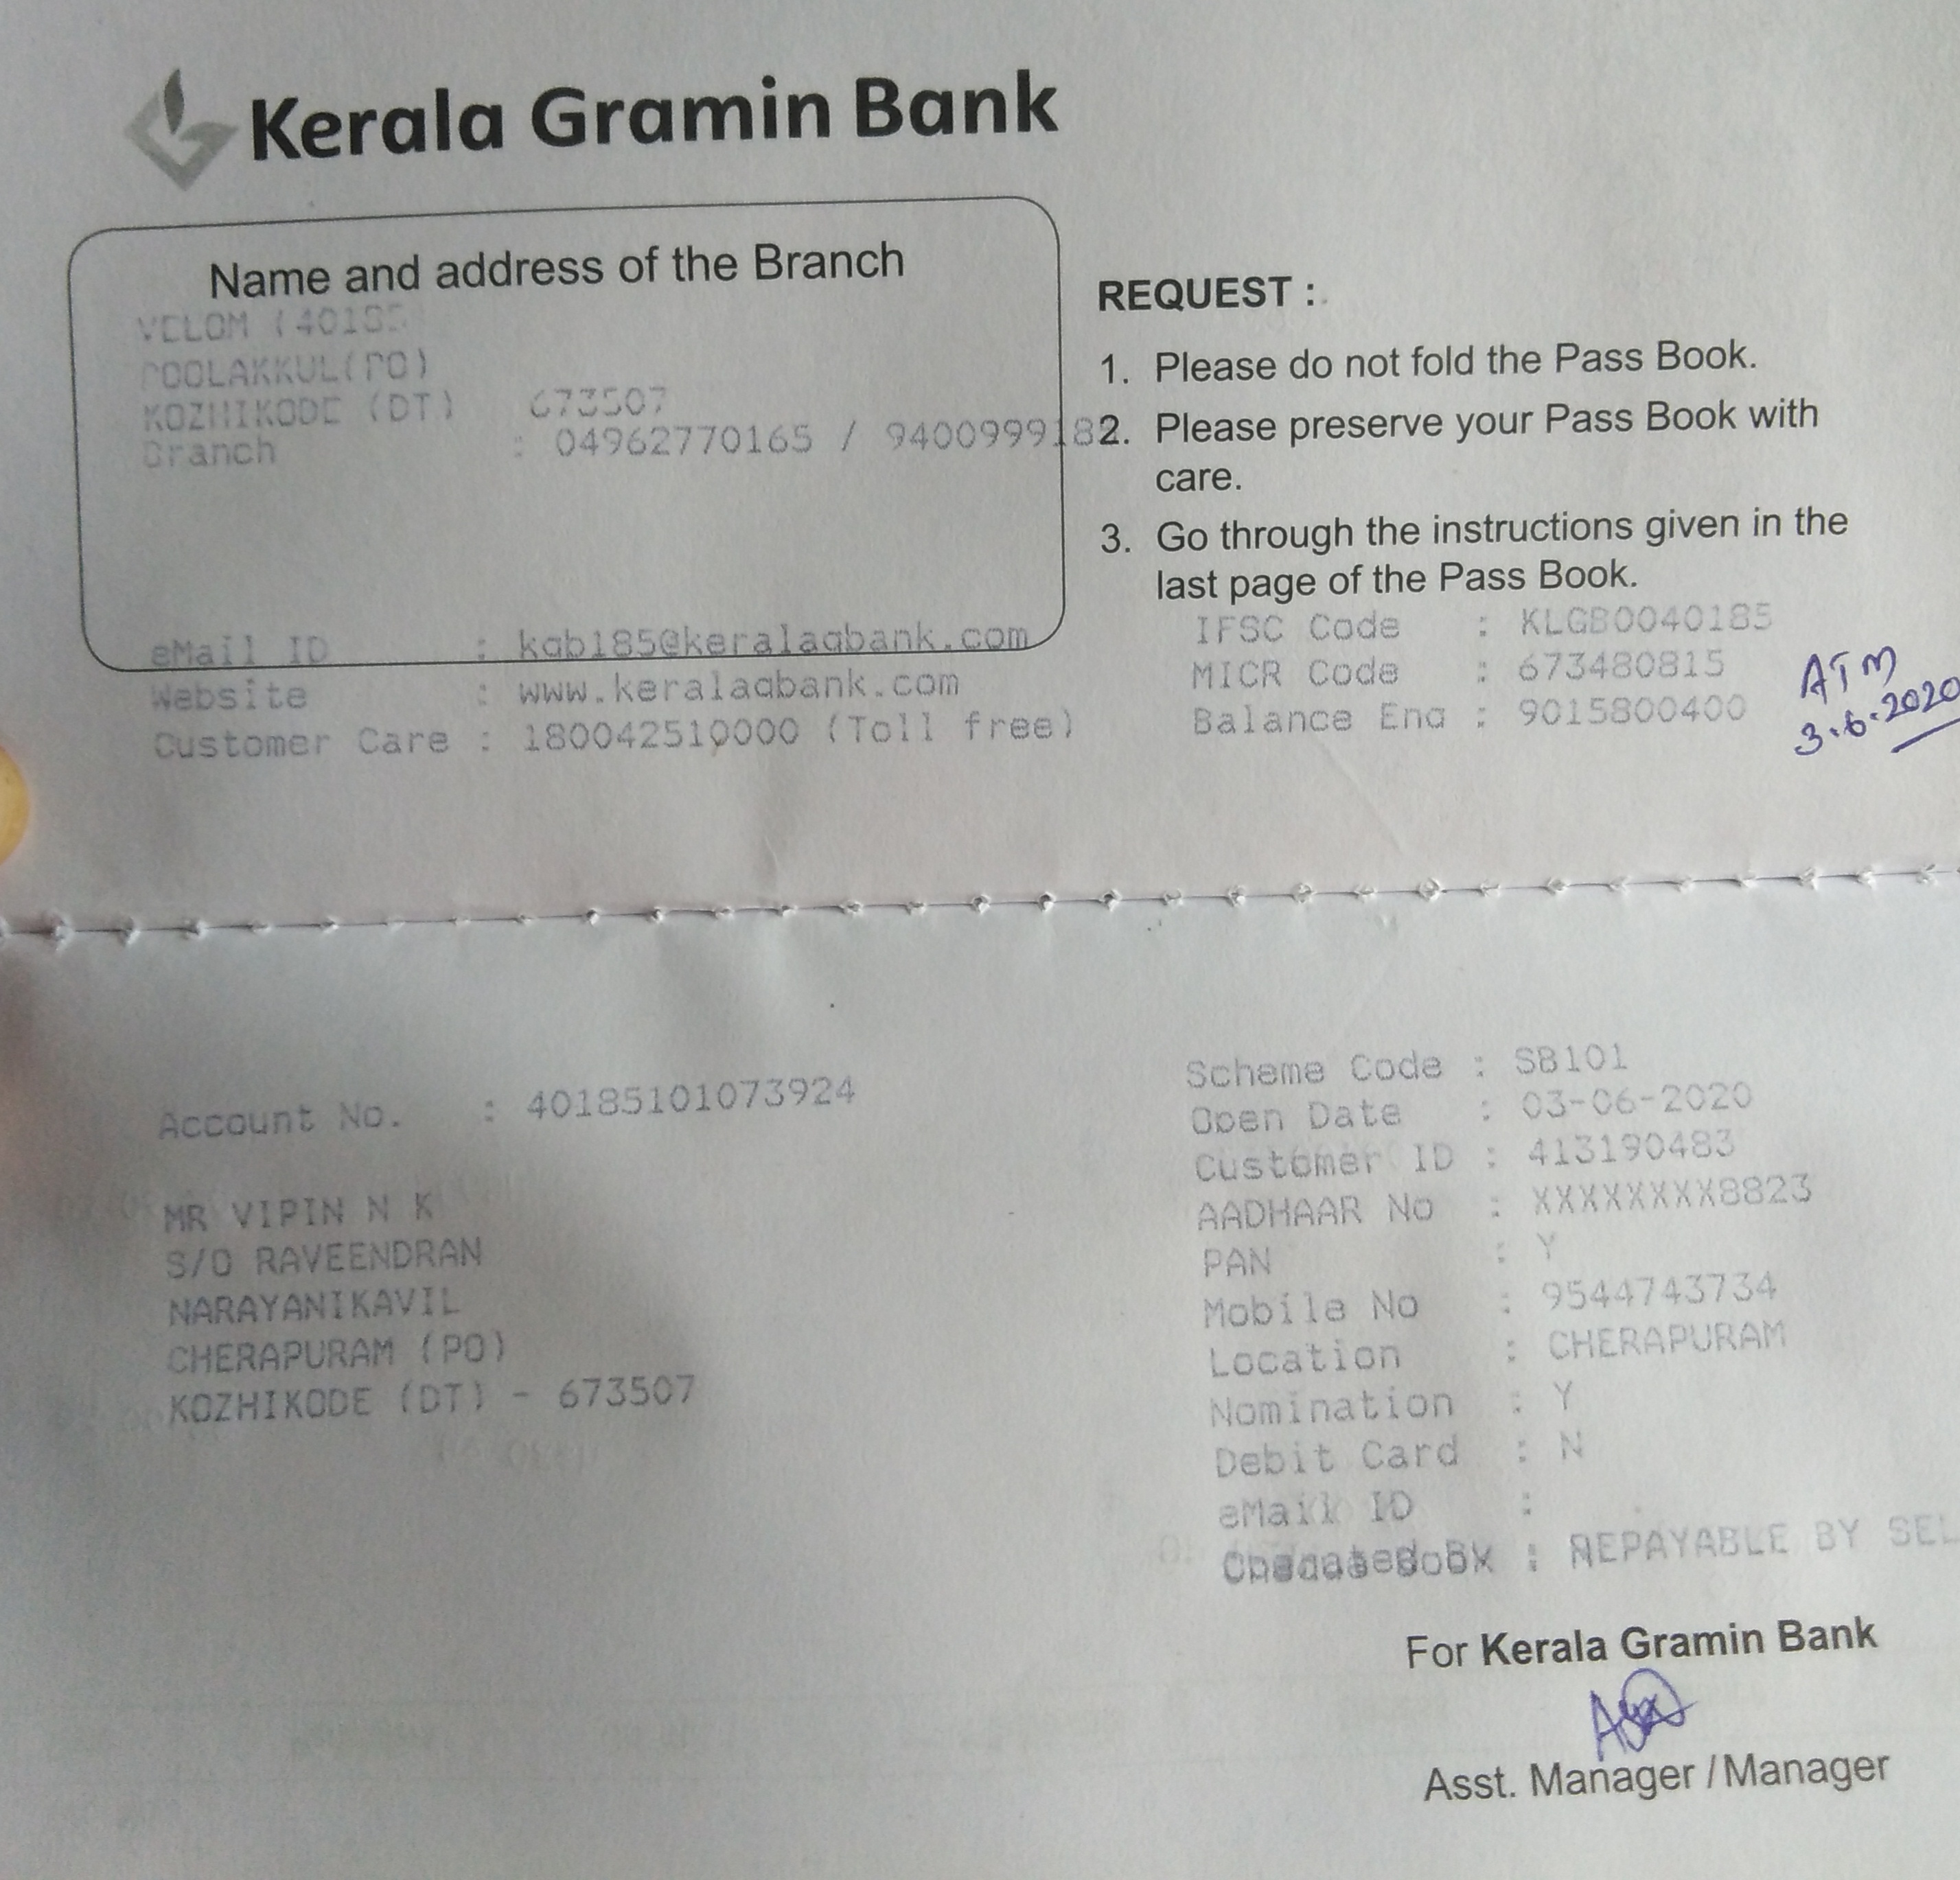 Kerala Gramin Bank
Name and address of the Branch
VELOM (40185
POOLAKKUL(PO)
KOZHIKODE (DT) 673507
Branch : 04962770165 / 9400999182
eMail ID : kgb185@keralagbank.com
Website : www.keralagbank.com
Customer Care : 180042510000 (Toll free)
REQUEST :
1. Please do not fold the Pass Book.
2. Please preserve your Pass Book with
care.
3. Go through the instructions given in the
last page of the Pass Book.
IFSC Code : KLGB0040185
MICR Code : 673480815
Balance Enq : 9015800400
ATM
3.6.2020
Account No. : 40185101073924
MR VIPIN N K
S/O RAVEENDRAN
NARAYANIKAVIL
CHERAPURAM (PO)
KOZHIKODE (DT) - 673507
Scheme Code : SB101
Open Date : 03-06-2020
Customer ID : 413190483
AADHAAR No : XXXXXXXX8823
PAN : Y
Mobile No : 9544743734
Location : CHERAPURAM
Nomination : Y
Debit Card : N
eMail ID :
: REPAYABLE BY SEL
For Kerala Gramin Bank
Asst. Manager / Manager